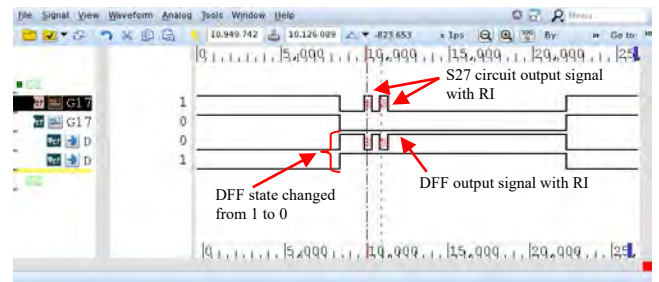 File Signal View Waveform Analog Tools Window Help
10.949.742 10.126.009 -823.653 x 1ps By: Go to:
0 5,000 10,000 15,000 20,000 25
S27 circuit output signal
with RI
G17 1
G17 0
D 0
D 1
DFF state changed
from 1 to 0
DFF output signal with RI
0 5,000 10,000 15,000 20,000 25